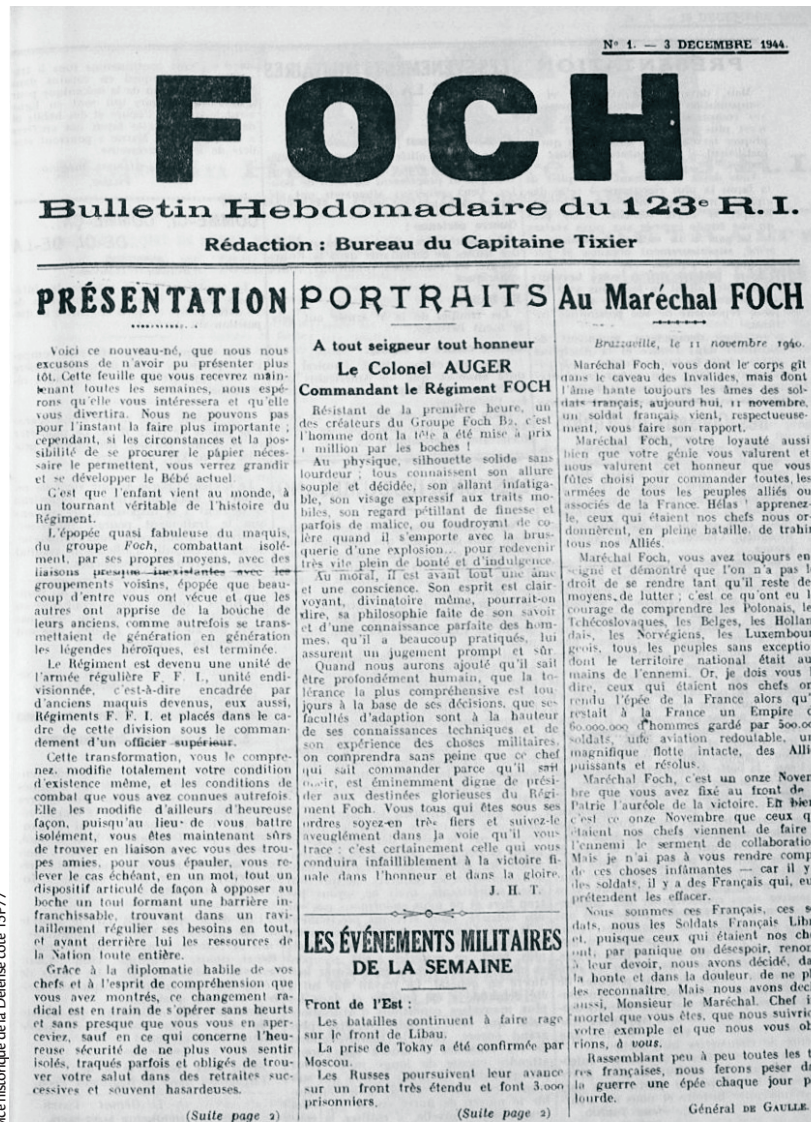 N° 1. — 3 DECEMBRE 1944.
FOCH
Bulletin Hebdomadaire du 123e R. I.
Rédaction : Bureau du Capitaine Tixier
PRÉSENTATION
Voici ce nouveau-né, que nous nous
excusons de n'avoir pu présenter plus
tôt. Cette feuille que vous recevrez main-
tenant toutes les semaines, nous espé-
rons qu'elle vous intéressera et qu'elle
vous divertira. Nous ne pouvons pas
pour l'instant la faire plus importante ;
cependant, si les circonstances et la pos-
sibilité de se procurer le papier néces-
saire le permettent, vous verrez grandir
et se développer le Bébé actuel.
C'est que l'enfant vient au monde, à
un tournant véritable de l'histoire du
Régiment.
L'épopée quasi fabuleuse du maquis,
du groupe Foch, combattant isolé-
ment, par ses propres moyens, avec des
liaisons presque inexistantes avec les
groupements voisins, épopée que beau-
coup d'entre vous ont vécue et que les
autres ont apprise de la bouche de
leurs anciens, comme autrefois se trans-
mettaient de génération en génération
les légendes héroïques, est terminée.
Le Régiment est devenu une unité de
l'armée régulière F. F. I., unité endi-
visionnée, c'est-à-dire encadrée par
d'anciens maquis devenus, eux aussi,
Régiments F. F. I. et placés dans le ca-
dre de cette division sous le comman-
dement d'un officier supérieur.
Cette transformation, vous le compre-
nez, modifie totalement votre condition
d'existence même, et les conditions de
combat que vous avez connues autrefois.
Elle les modifie d'ailleurs d'heureuse
façon, puisqu'au lieu de vous battre
isolément, vous êtes maintenant sûrs
de trouver en liaison avec vous des trou-
pes amies, pour vous épauler, vous re-
lever le cas échéant, en un mot, tout un
dispositif articulé de façon à opposer au
boche un tout formant une barrière in-
franchissable, trouvant dans un ravi-
taillement régulier ses besoins en tout,
et ayant derrière lui les ressources de
la Nation toute entière.
Grâce à la diplomatie habile de vos
chefs et à l'esprit de compréhension que
vous avez montrés, ce changement ra-
dical est en train de s'opérer sans heurts
et sans presque que vous vous en aper-
ceviez, sauf en ce qui concerne l'heu-
reuse sécurité de ne plus vous sentir
isolés, traqués parfois et obligés de trou-
ver votre salut dans des retraites suc-
cessives et souvent hasardeuses.
(Suite page 2)
PORTRAITS
A tout seigneur tout honneur
Le Colonel AUGER
Commandant le Régiment FOCH
Résistant de la première heure, un
des créateurs du Groupe Foch B2, c'est
l'homme dont la tête a été mise à prix
1 million par les boches !
Au physique, silhouette solide sans
lourdeur ; tous connaissent son allure
souple et décidée, son allant infatiga-
ble, son visage expressif aux traits mo-
biles, son regard pétillant de finesse et
parfois de malice, ou foudroyant de co-
lère quand il s'emporte avec la brus-
querie d'une explosion... pour redevenir
très vite plein de bonté et d'indulgence.
Au moral, il est avant tout une âme
et une conscience. Son esprit est clair
voyant, divinatoire même, pourrait-on
dire, sa philosophie faite de son savoir
et d'une connaissance parfaite des hom-
mes, qu'il a beaucoup pratiqués, lui
assurent un jugement prompt et sûr.
Quand nous aurons ajouté qu'il sait
être profondément humain, que la to-
lérance la plus compréhensive est tou-
jours à la base de ses décisions, que ses
facultés d'adaption sont à la hauteur
de ses connaissances techniques et de
son expérience des choses militaires,
on comprendra sans peine que ce chef
qui sait commander parce qu'il sait
est éminemment digne de prési-
der aux destinées glorieuses du Régi-
ment Foch. Vous tous qui êtes sous ses
ordres soyez-en très fiers et suivez-le
aveuglément dans la voie qu'il vous
trace : c'est certainement celle qui vous
conduira infailliblement à la victoire fi-
nale dans l'honneur et dans la gloire.
J. H. T.
LES ÉVÉNEMENTS MILITAIRES
DE LA SEMAINE
Front de l'Est :
Les batailles continuent à faire rage
sur le front de Libau.
La prise de Tokay a été confirmée par
Moscou.
Les Russes poursuivent leur avance
sur un front très étendu et font 3.000
prisonniers.
(Suite page 2)
Au Maréchal FOCH
Brazzaville, le 11 novembre 1940.
Maréchal Foch, vous dont le corps gît
dans le caveau des Invalides, mais dont
l'âme hante toujours les âmes des sol-
dats français, aujourd'hui, 11 novembre,
un soldat français vient, respectueuse-
ment, vous faire son rapport.
Maréchal Foch, votre loyauté aussi
bien que votre génie vous valurent et
nous valurent cet honneur que vous
fûtes choisi pour commander toutes les
armées de tous les peuples alliés ou
associés de la France. Hélas ! apprenez-
le, ceux qui étaient nos chefs nous or-
donnèrent, en pleine bataille, de trahir
tous nos Alliés.
Maréchal Foch, vous avez toujours en-
seigné et démontré que l'on n'a pas le
droit de se rendre tant qu'il reste des
moyens de lutter ; c'est ce qu'ont eu l
courage de comprendre les Polonais, le
Tchécoslovaques, les Belges, les Hollan
dais, les Norvégiens, les Luxembour
geois, tous les peuples sans exceptio
dont le territoire national était au
mains de l'ennemi. Or, je dois vous l
dire, ceux qui étaient nos chefs on
rendu l'épée de la France alors qu'
restait à la France un Empire d
60.000.000 d'hommes gardé par 500.00
soldats, une aviation redoutable, un
magnifique flotte intacte, des Alli
puissants et résolus.
Maréchal Foch, c'est un onze Novem
bre que vous avez fixé au front de
Patrie l'auréole de la victoire. Eh bien
c'est ce onze Novembre que ceux q
étaient nos chefs viennent de faire
l'ennemi le serment de collaboratio
Mais je n'ai pas à vous rendre comp
de ces choses infâmantes — car il y
des soldats, il y a des Français qui, eu
prétendent les effacer.
Nous sommes ces Français, ces s
dats, nous les Soldats Français Libr
et, puisque ceux qui étaient nos che
ont, par panique ou désespoir, renon
à leur devoir, nous avons décidé, da
la honte et dans la douleur, de ne pl
les reconnaître. Mais nous avons déc
aussi, Monsieur le Maréchal, Chef i
mortel que vous êtes, que nous suivri
votre exemple et que nous vous ob
rions, à vous.
Rassemblant peu à peu toutes les t
res françaises, nous ferons peser da
la guerre une épée chaque jour p
lourde.
Général DE GAULLE.
ice historique de la Défense cote 13P77